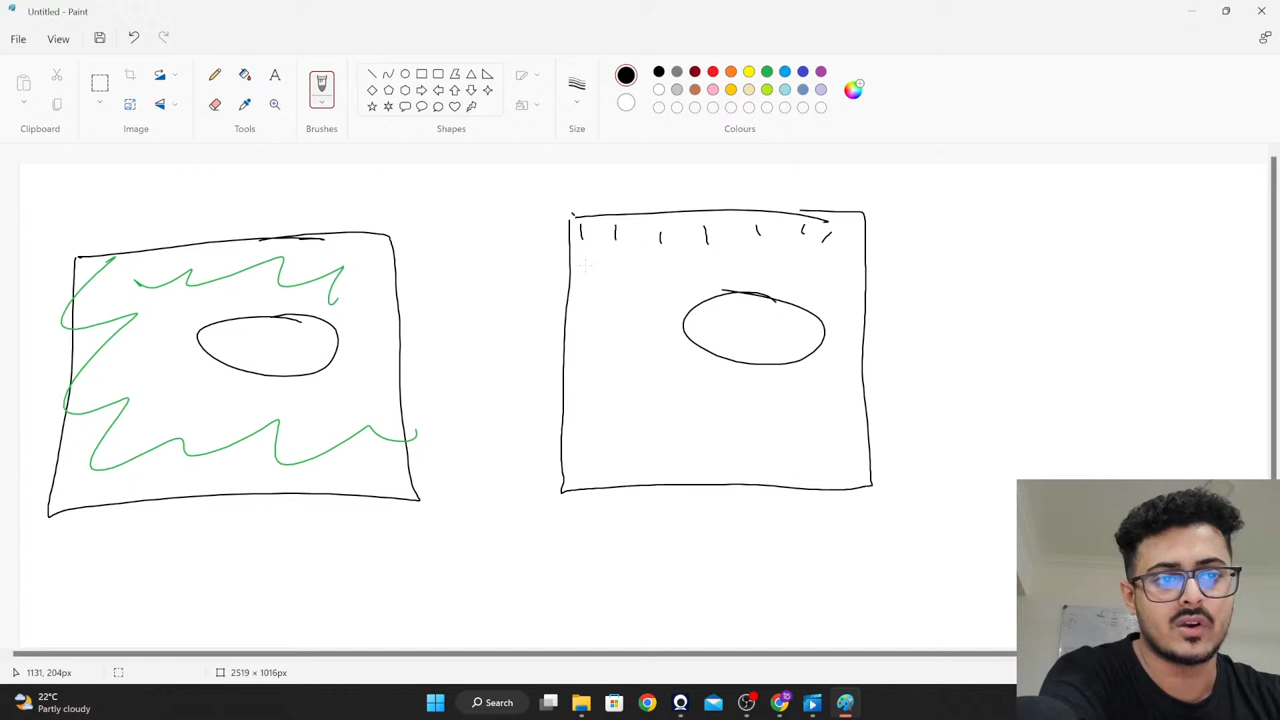 Untitled - Paint
File
View
Clipboard
Image
Tools
Brushes
Shapes
Size
Colours
1131, 204px
2519 × 1016px
22°C
Partly cloudy
Search
15